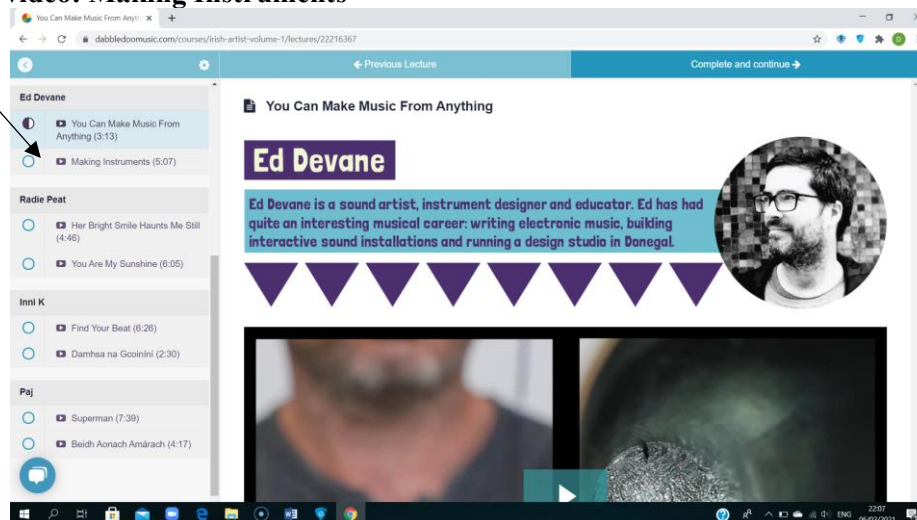 Video: Making Instruments
You Can Make Music From Anyt
dabbledoomusic.com/courses/irish-artist-volume-1/lectures/22216367
← Previous Lecture
Complete and continue →
Ed Devane
You Can Make Music From
Anything (3:13)
Making Instruments (5:07)
Radie Peat
Her Bright Smile Haunts Me Still
(4:46)
You Are My Sunshine (6:05)
Inni K
Find Your Beat (6:26)
Damhsa na Gcoiníní (2:30)
Paj
Superman (7:39)
Beidh Aonach Amárach (4:17)
You Can Make Music From Anything
Ed Devane
Ed Devane is a sound artist, instrument designer and educator. Ed has had
quite an interesting musical career: writing electronic music, building
interactive sound installations and running a design studio in Donegal.
ENG
22:07
06/02/2021